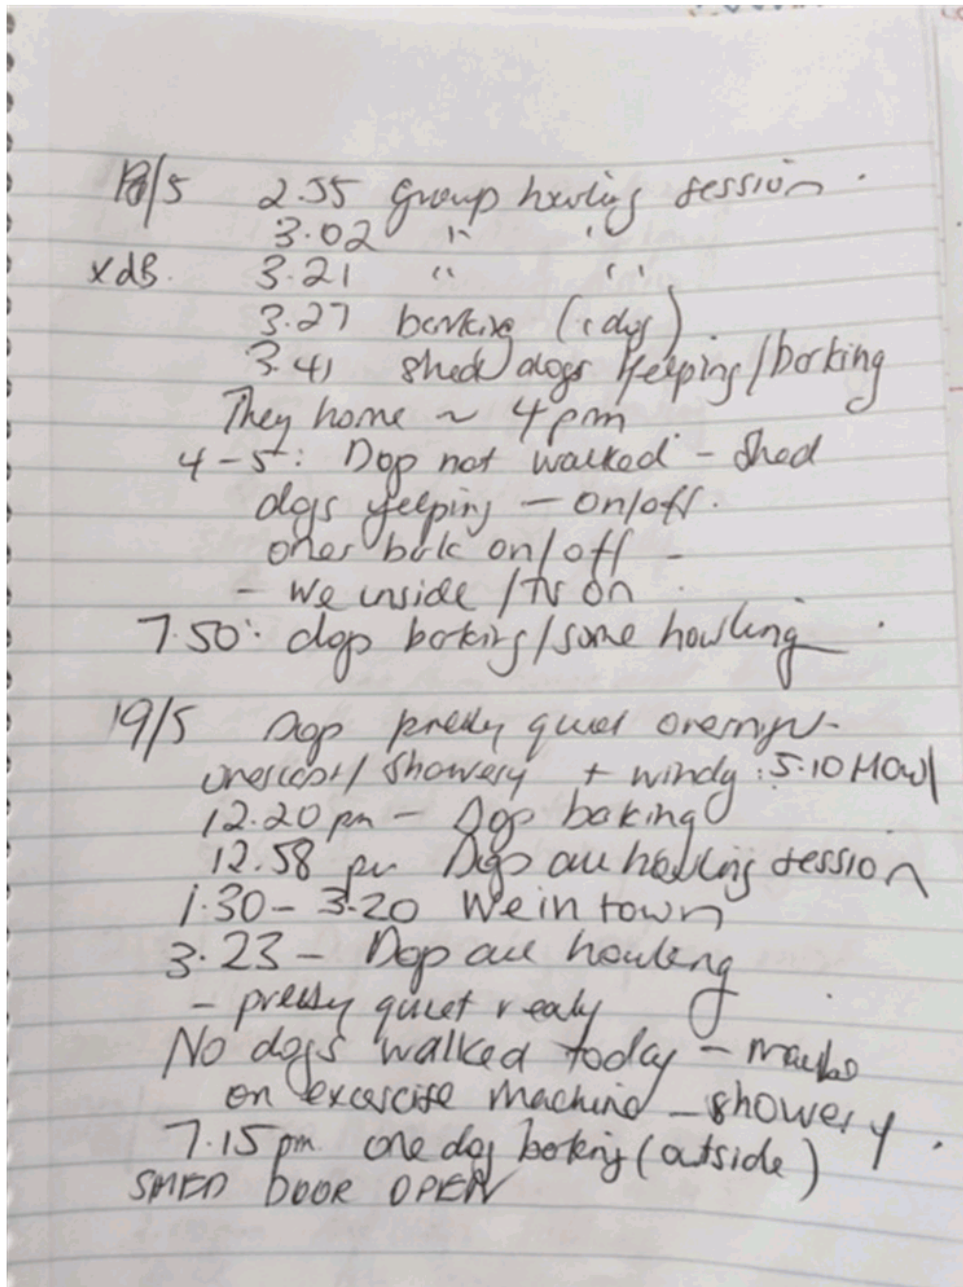 18/5 2.55 group howling session.
3.02 " "
x dB. 3.21 " "
3.27 barking (1 dog)
3.41 shed dogs yelping/barking
They home ~ 4pm
4-5: Dogs not walked - shed
dogs yelping - on/off.
ones bark on/off -
- We inside / TV on
7.50: dogs barking/some howling
19/5 Dogs pretty quiet overnight
overcast/showery + windy: 5.10 Howl
12.20 pm - Dogs baking
12.58 pm Dogs all howling session
1.30 - 3.20 We in town
3.23 - Dogs all howling
- pretty quiet really
No dogs walked today - maybe
on excercise machine - showery.
7.15pm one dog barking (outside)
SHED DOOR OPEN